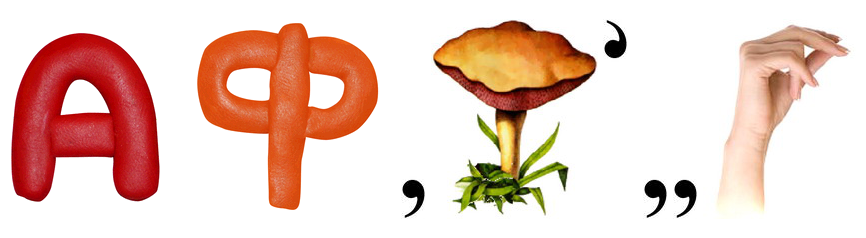 АФ , ’ ,,